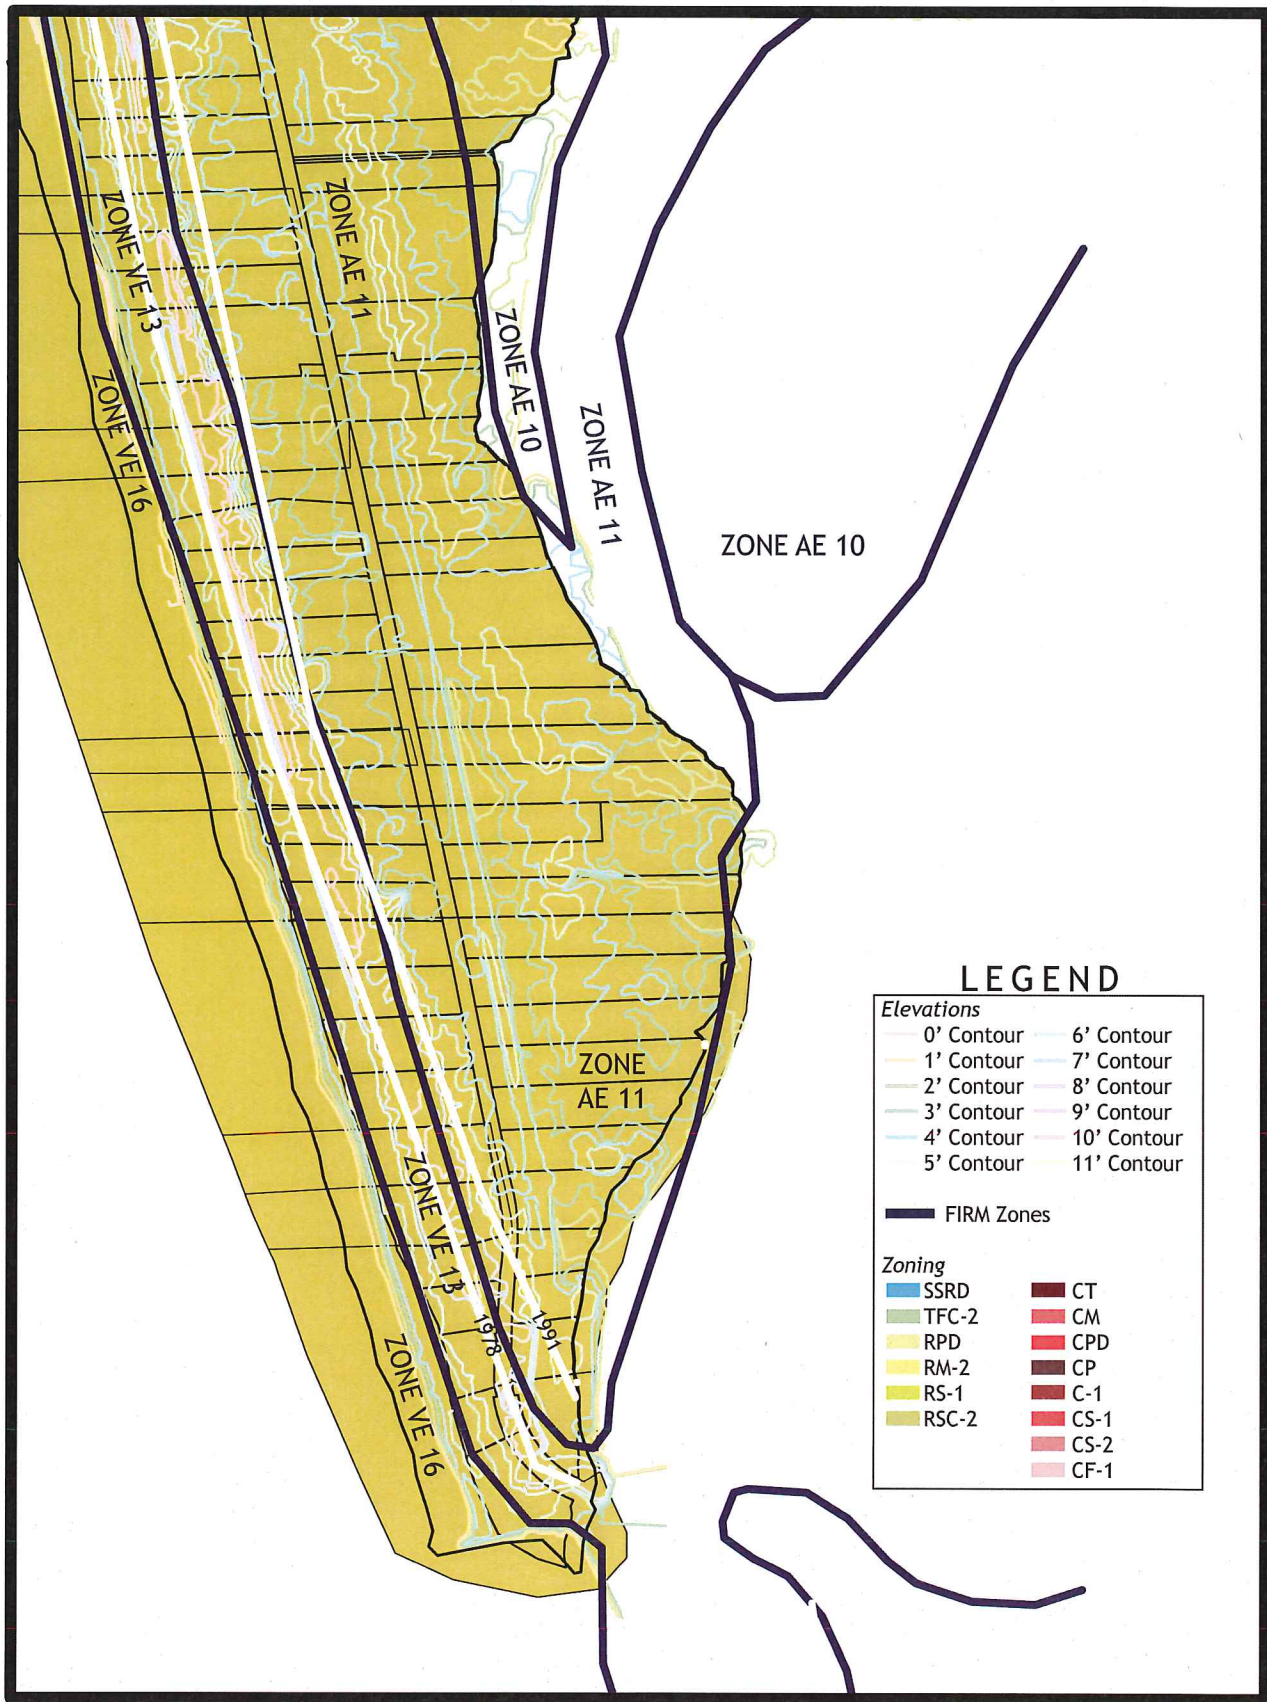 ZONE VE 13
ZONE AE 11
ZONE VE 16
ZONE AE 10
ZONE AE 11
ZONE AE 10
ZONE
AE 11
ZONE VE 13
ZONE VE 16
1978
1991
LEGEND
Elevations
0' Contour
1' Contour
2' Contour
3' Contour
4' Contour
5' Contour
6' Contour
7' Contour
8' Contour
9' Contour
10' Contour
11' Contour
FIRM Zones
Zoning
SSRD
TFC-2
RPD
RM-2
RS-1
RSC-2
CT
CM
CPD
CP
C-1
CS-1
CS-2
CF-1